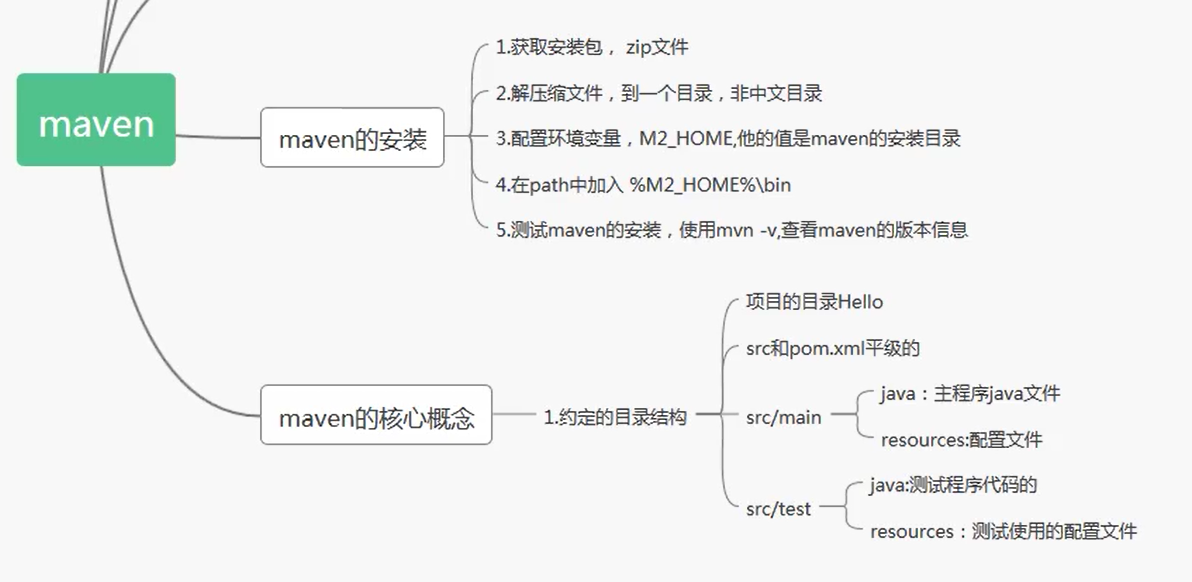 maven
maven的安装
1.获取安装包， zip文件
2.解压缩文件，到一个目录，非中文目录
3.配置环境变量，M2_HOME,他的值是maven的安装目录
4.在path中加入 %M2_HOME%\bin
5.测试maven的安装，使用mvn -v,查看maven的版本信息
maven的核心概念
1.约定的目录结构
项目的目录Hello
src和pom.xml平级的
src/main
java：主程序java文件
resources:配置文件
src/test
java:测试程序代码的
resources：测试使用的配置文件